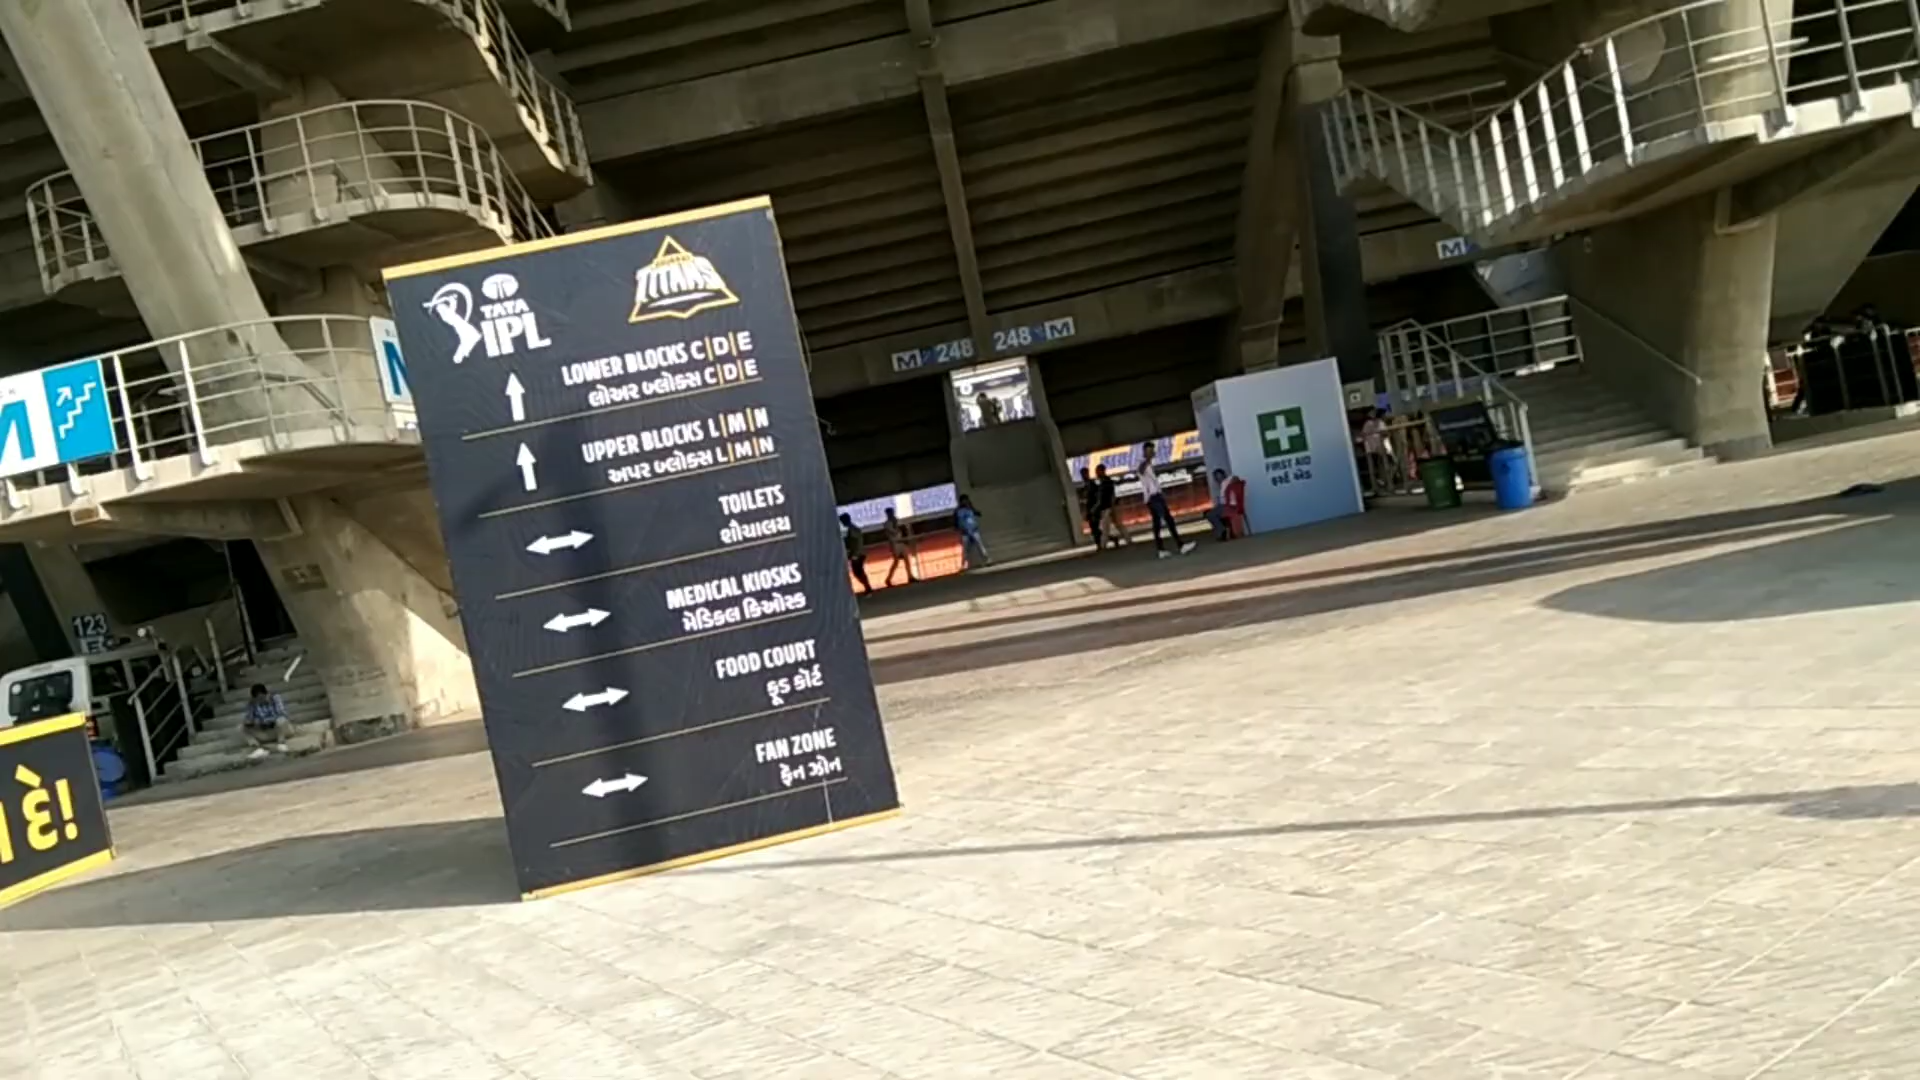 TATA
IPL
TITANS
LOWER BLOCKS C|D|E
લોઅર બ્લોક્સ C|D|E
UPPER BLOCKS L|M|N
અપર બ્લોક્સ L|M|N
TOILETS
શૌચાલય
MEDICAL KIOSKS
મેડિકલ કિઓસ્ક
FOOD COURT
ફૂડ કોર્ટ
FAN ZONE
ફેન ઝોન
M 248
248 M
M
FIRST AID
ફર્સ્ટ એઇડ
M
123
E
દે!